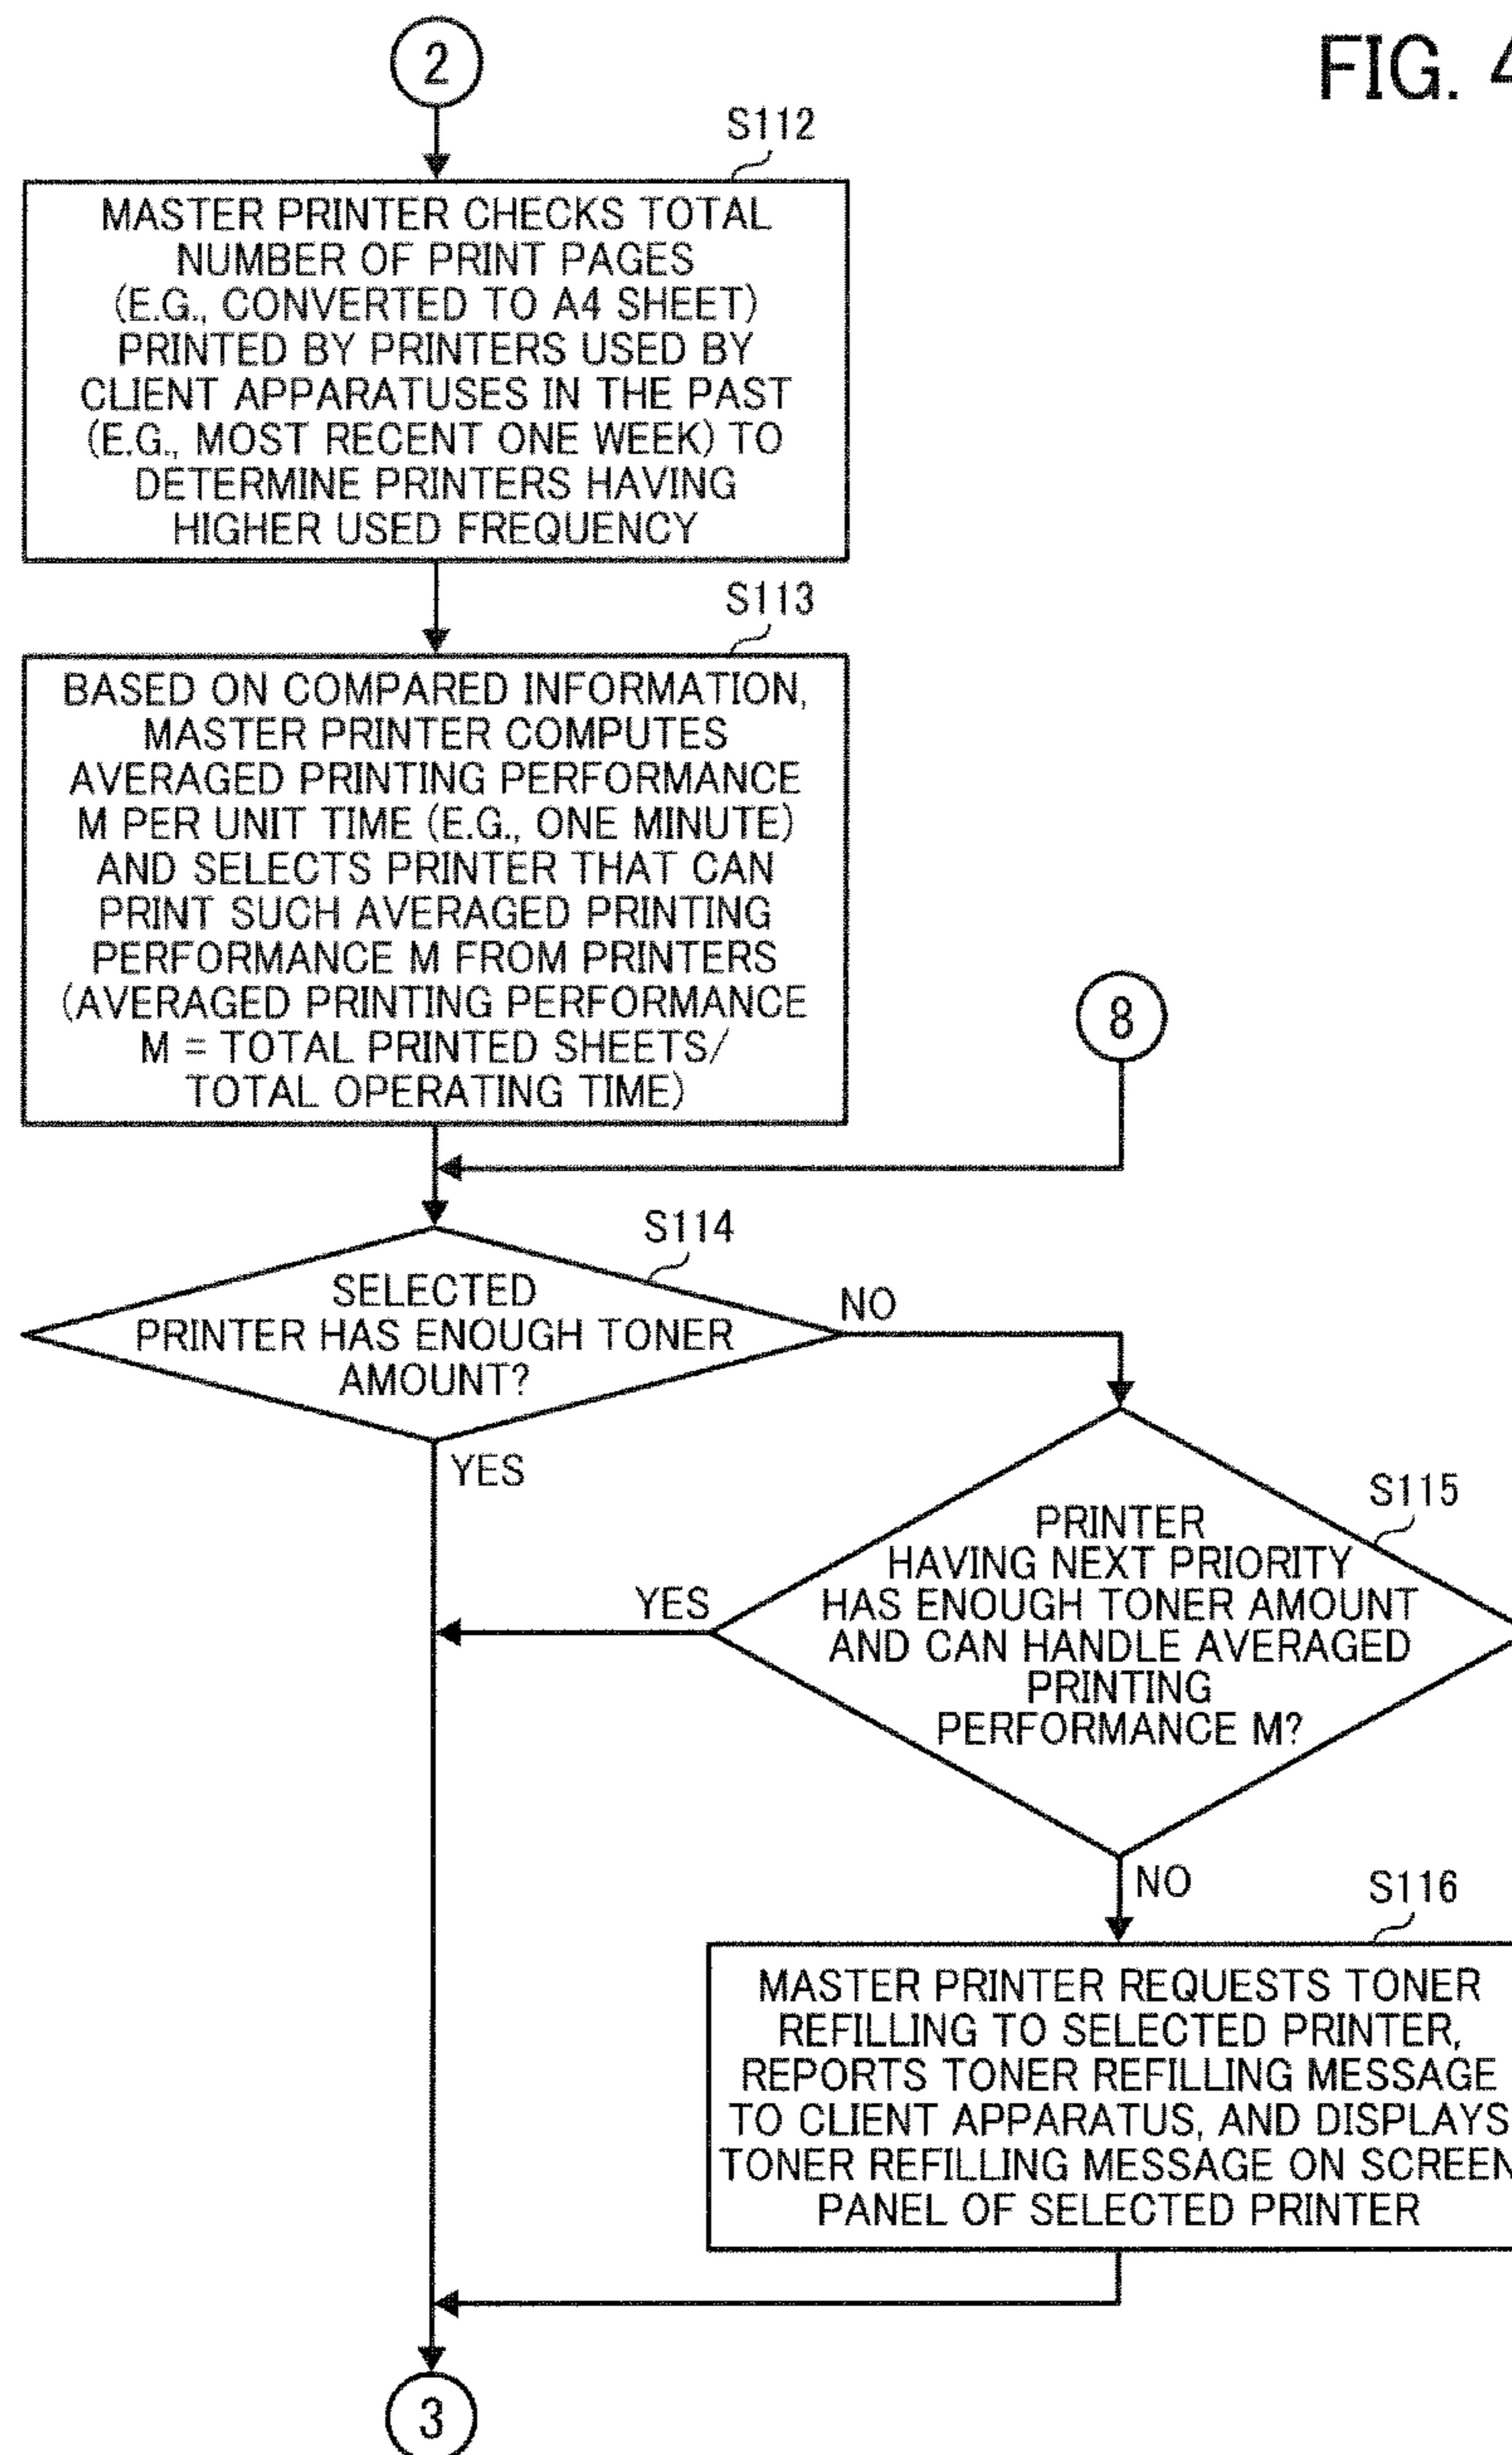 FIG. 4
2
S112
MASTER PRINTER CHECKS TOTAL
NUMBER OF PRINT PAGES
(E.G., CONVERTED TO A4 SHEET)
PRINTED BY PRINTERS USED BY
CLIENT APPARATUSES IN THE PAST
(E.G., MOST RECENT ONE WEEK) TO
DETERMINE PRINTERS HAVING
HIGHER USED FREQUENCY
S113
BASED ON COMPARED INFORMATION,
MASTER PRINTER COMPUTES
AVERAGED PRINTING PERFORMANCE
M PER UNIT TIME (E.G., ONE MINUTE)
AND SELECTS PRINTER THAT CAN
PRINT SUCH AVERAGED PRINTING
PERFORMANCE M FROM PRINTERS
(AVERAGED PRINTING PERFORMANCE
M = TOTAL PRINTED SHEETS/
TOTAL OPERATING TIME)
8
S114
SELECTED
PRINTER HAS ENOUGH TONER
AMOUNT?
NO
YES
S115
PRINTER
HAVING NEXT PRIORITY
HAS ENOUGH TONER AMOUNT
AND CAN HANDLE AVERAGED
PRINTING
PERFORMANCE M?
YES
NO
S116
MASTER PRINTER REQUESTS TONER
REFILLING TO SELECTED PRINTER,
REPORTS TONER REFILLING MESSAGE
TO CLIENT APPARATUS, AND DISPLAYS
TONER REFILLING MESSAGE ON SCREEN
PANEL OF SELECTED PRINTER
3